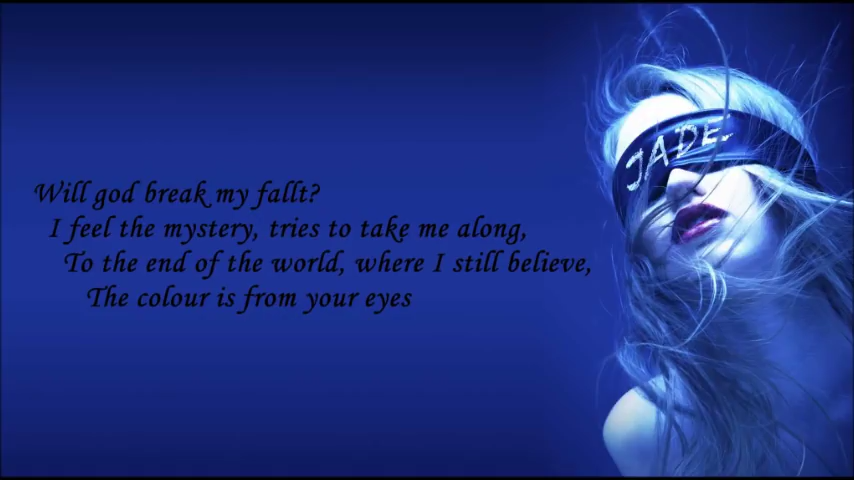 Will god break my fallt?
I feel the mystery, tries to take me along,
To the end of the world, where I still believe,
The colour is from your eyes
JADE